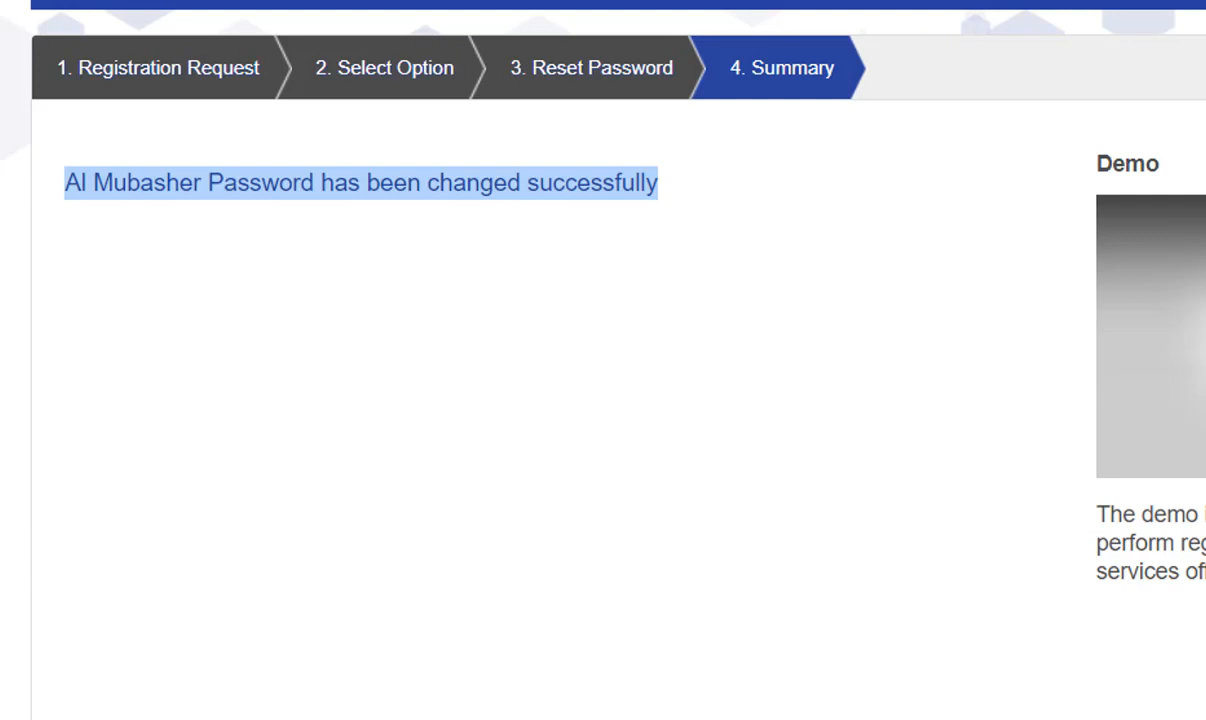 1. Registration Request
2. Select Option
3. Reset Password
4. Summary
Al Mubasher Password has been changed successfully
Demo
The demo
perform
services